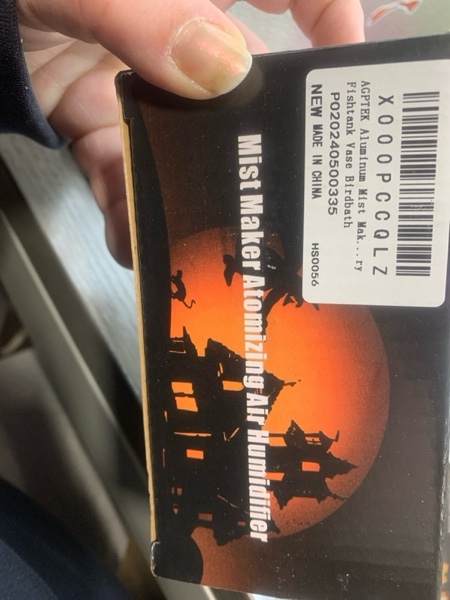 X000PCCQLZ
AGPTEK Aluminum Mist Mak...ry
Fishtank Vase Birdbath
P020240500335
NEW MADE IN CHINA HS0056
Mist Maker Atomizing Air Humidifier